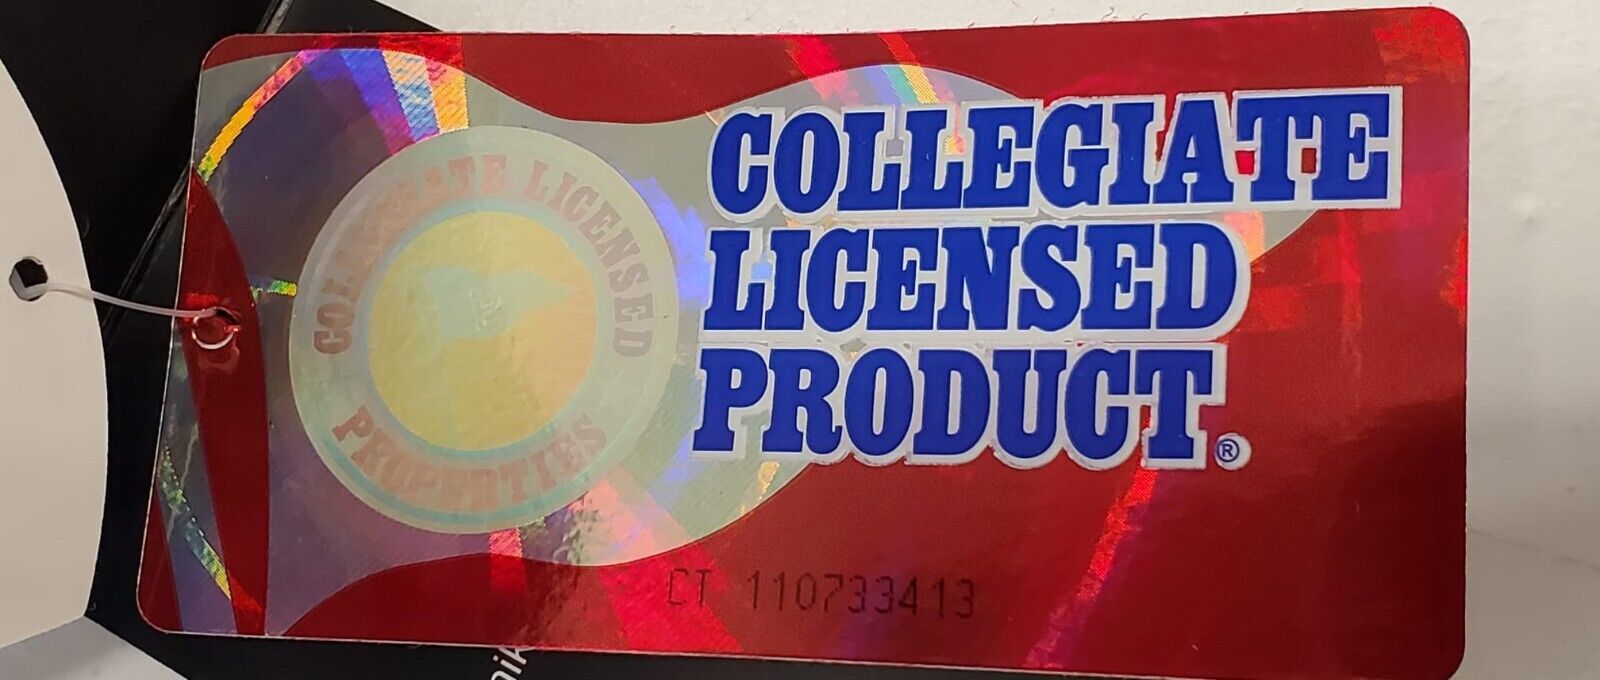 COLLEGIATE LICENSED
PROPERTIES
COLLEGIATE
LICENSED
PRODUCT®
CT 110733413